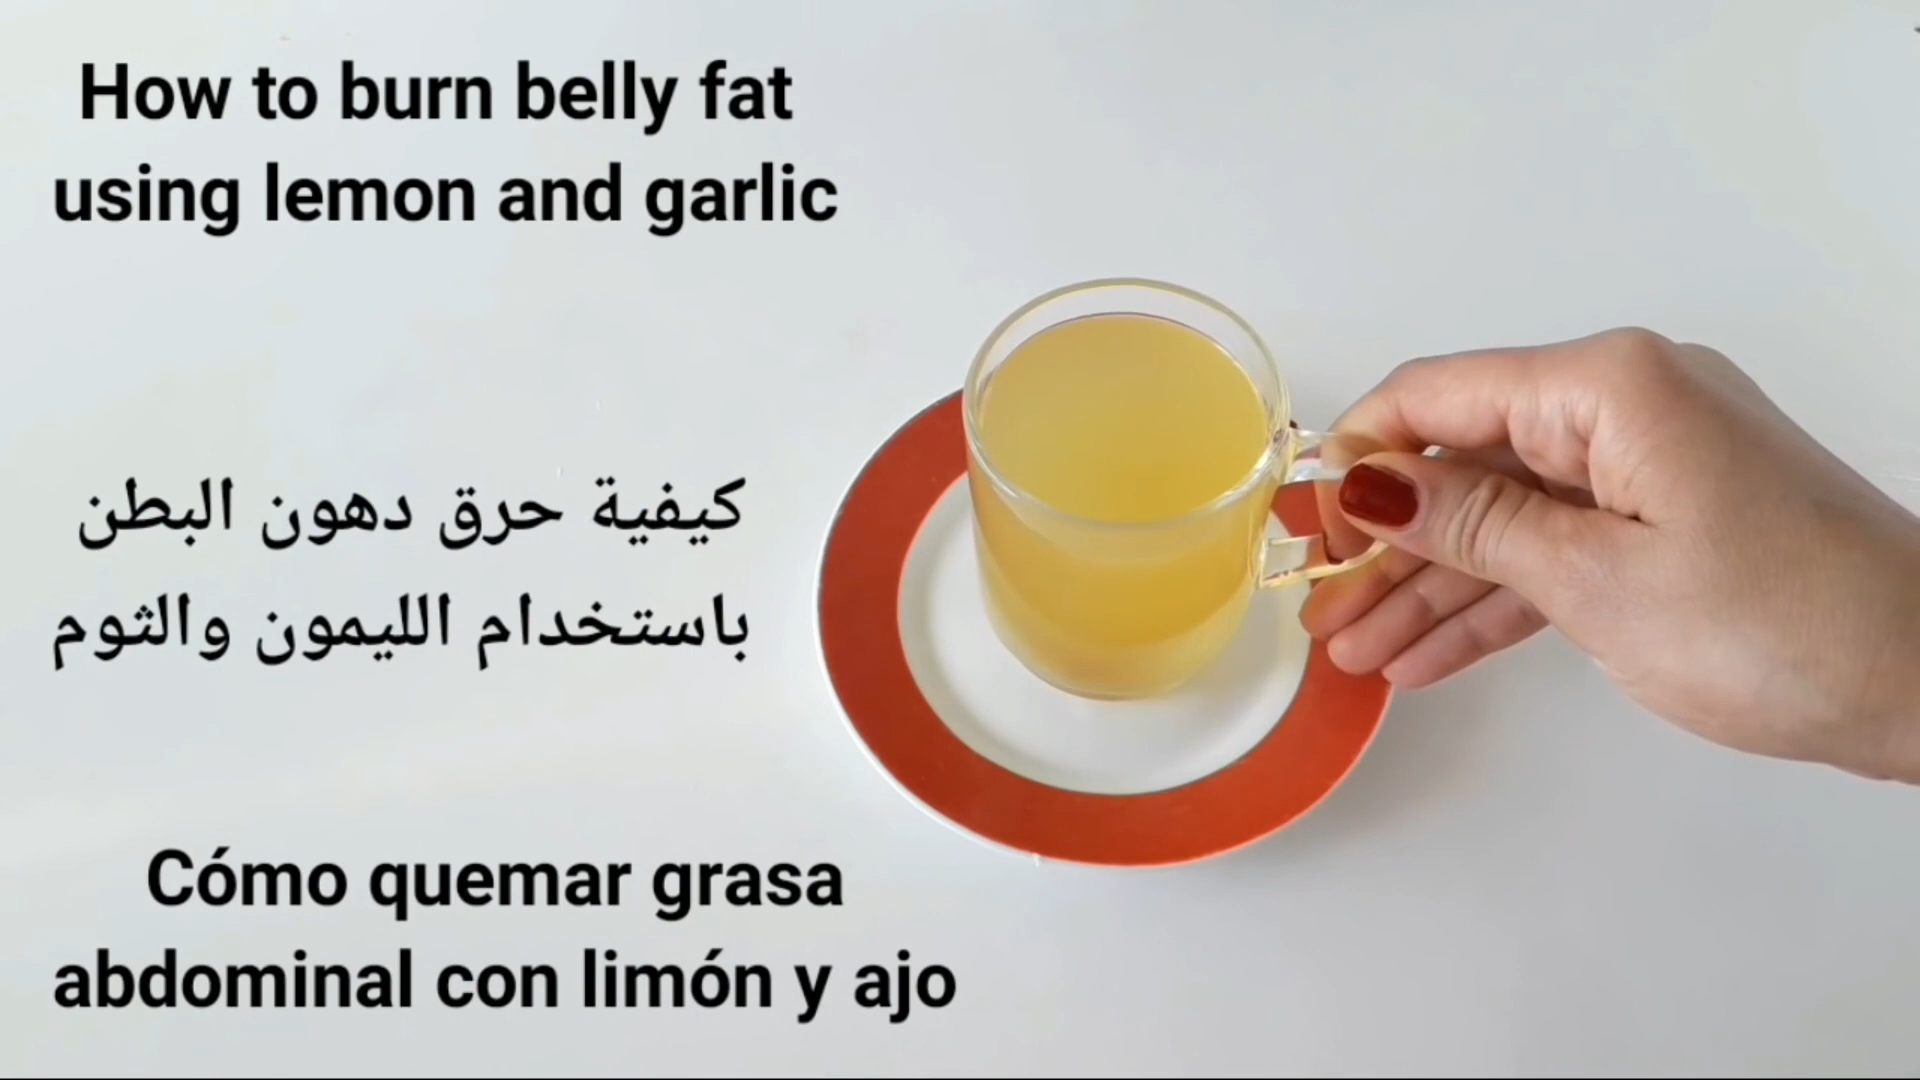 How to burn belly fat
using lemon and garlic
كيفية حرق دهون البطن
باستخدام الليمون والثوم
Cómo quemar grasa
abdominal con limón y ajo